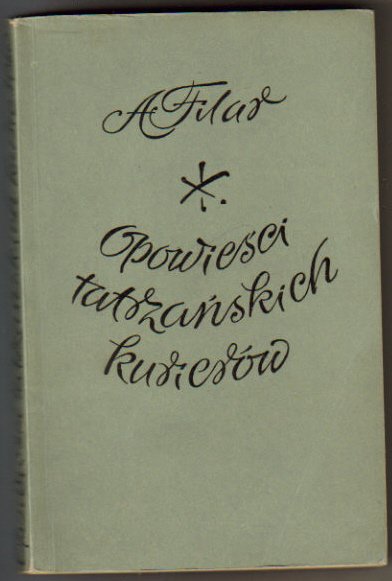 A Filar
Opowieści
tatrzańskich
kurierów